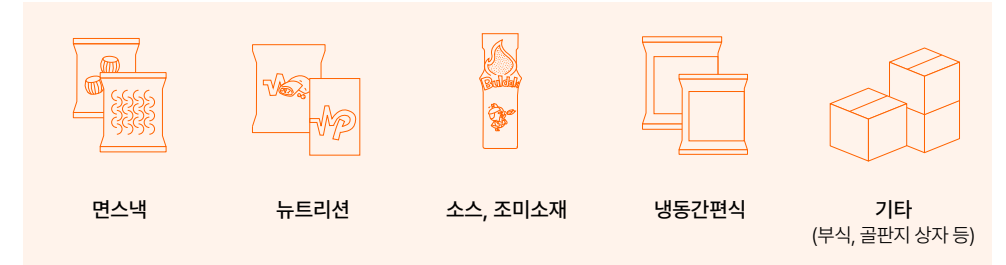 Buldak
면스낵
뉴트리션
소스, 조미소재
냉동간편식
기타
(부식, 골판지 상자 등)